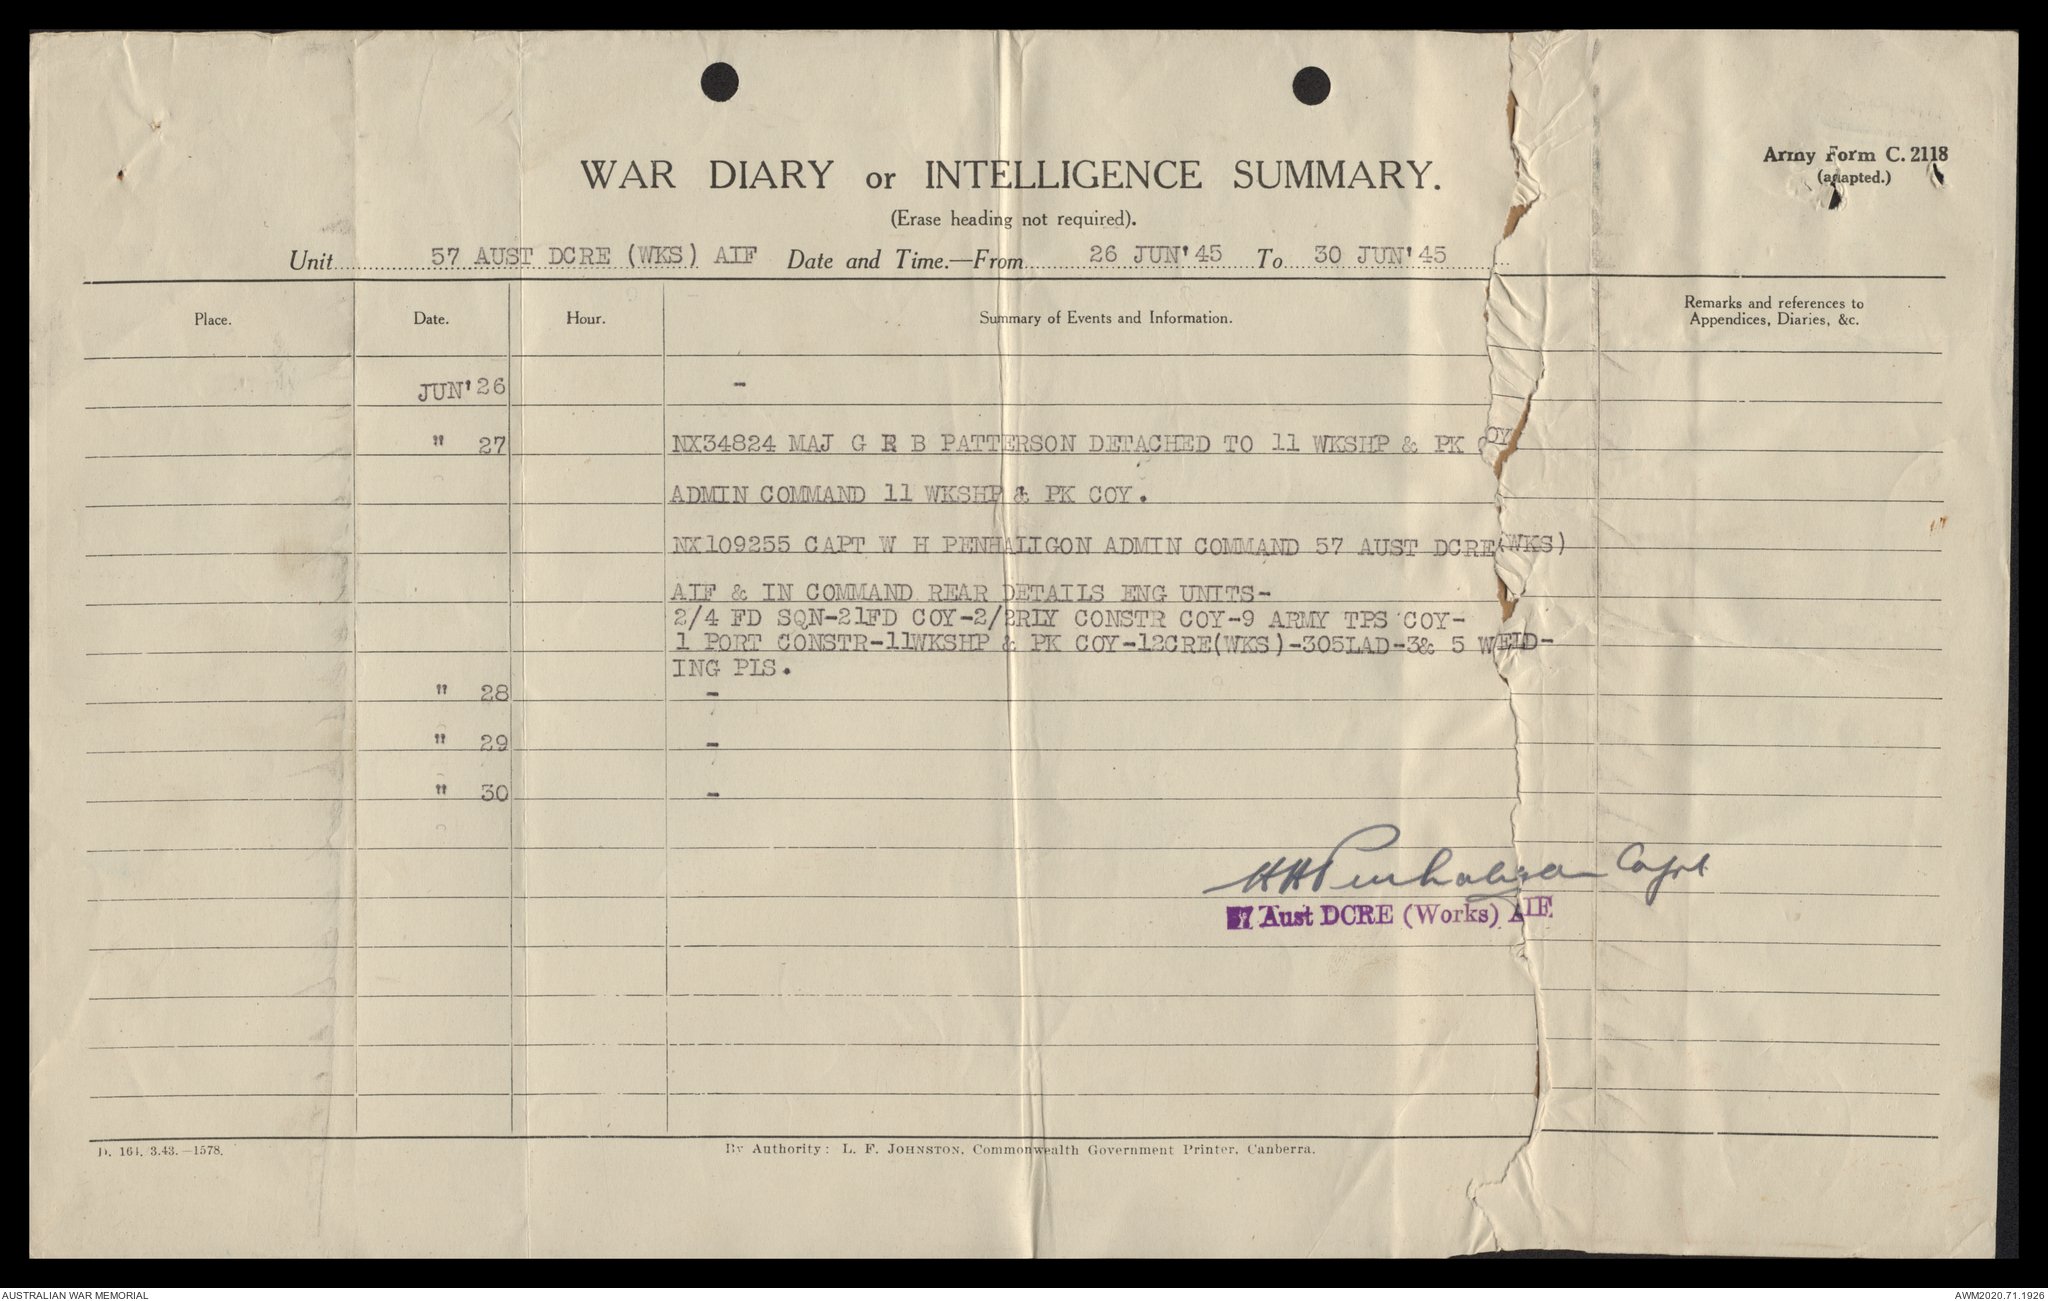 Army Form C. 2118
(adapted.)
WAR DIARY or INTELLIGENCE SUMMARY.
(Erase heading not required).
Unit 57 AUST DCRE (WKS) AIF Date and Time.—From 26 JUN'45 To 30 JUN'45
Place. Date. Hour. Summary of Events and Information. Remarks and references to
Appendices, Diaries, &c.
JUN'26 -
" 27 NX34824 MAJ G R B PATTERSON DETACHED TO 11 WKSHP & PK COY
ADMIN COMMAND 11 WKSHP & PK COY.
NX109255 CAPT W H PENHALIGON ADMIN COMMAND 57 AUST DCRE(WKS)
AIF & IN COMMAND REAR DETAILS ENG UNITS-
2/4 FD SQN-21FD COY-2/2RLY CONSTR COY-9 ARMY TPS COY-
1 PORT CONSTR-11WKSHP & PK COY-12CRE(WKS)-305LAD-3& 5 WELD-
ING PLS.
" 28 -
" 29 -
" 30 -
WHPenhaligon Capt
57 Aust DCRE (Works) AIF
D. 161. 3.43.—1578.
By Authority: L. F. JOHNSTON, Commonwealth Government Printer, Canberra.
AUSTRALIAN WAR MEMORIAL
AWM2020.71.1926